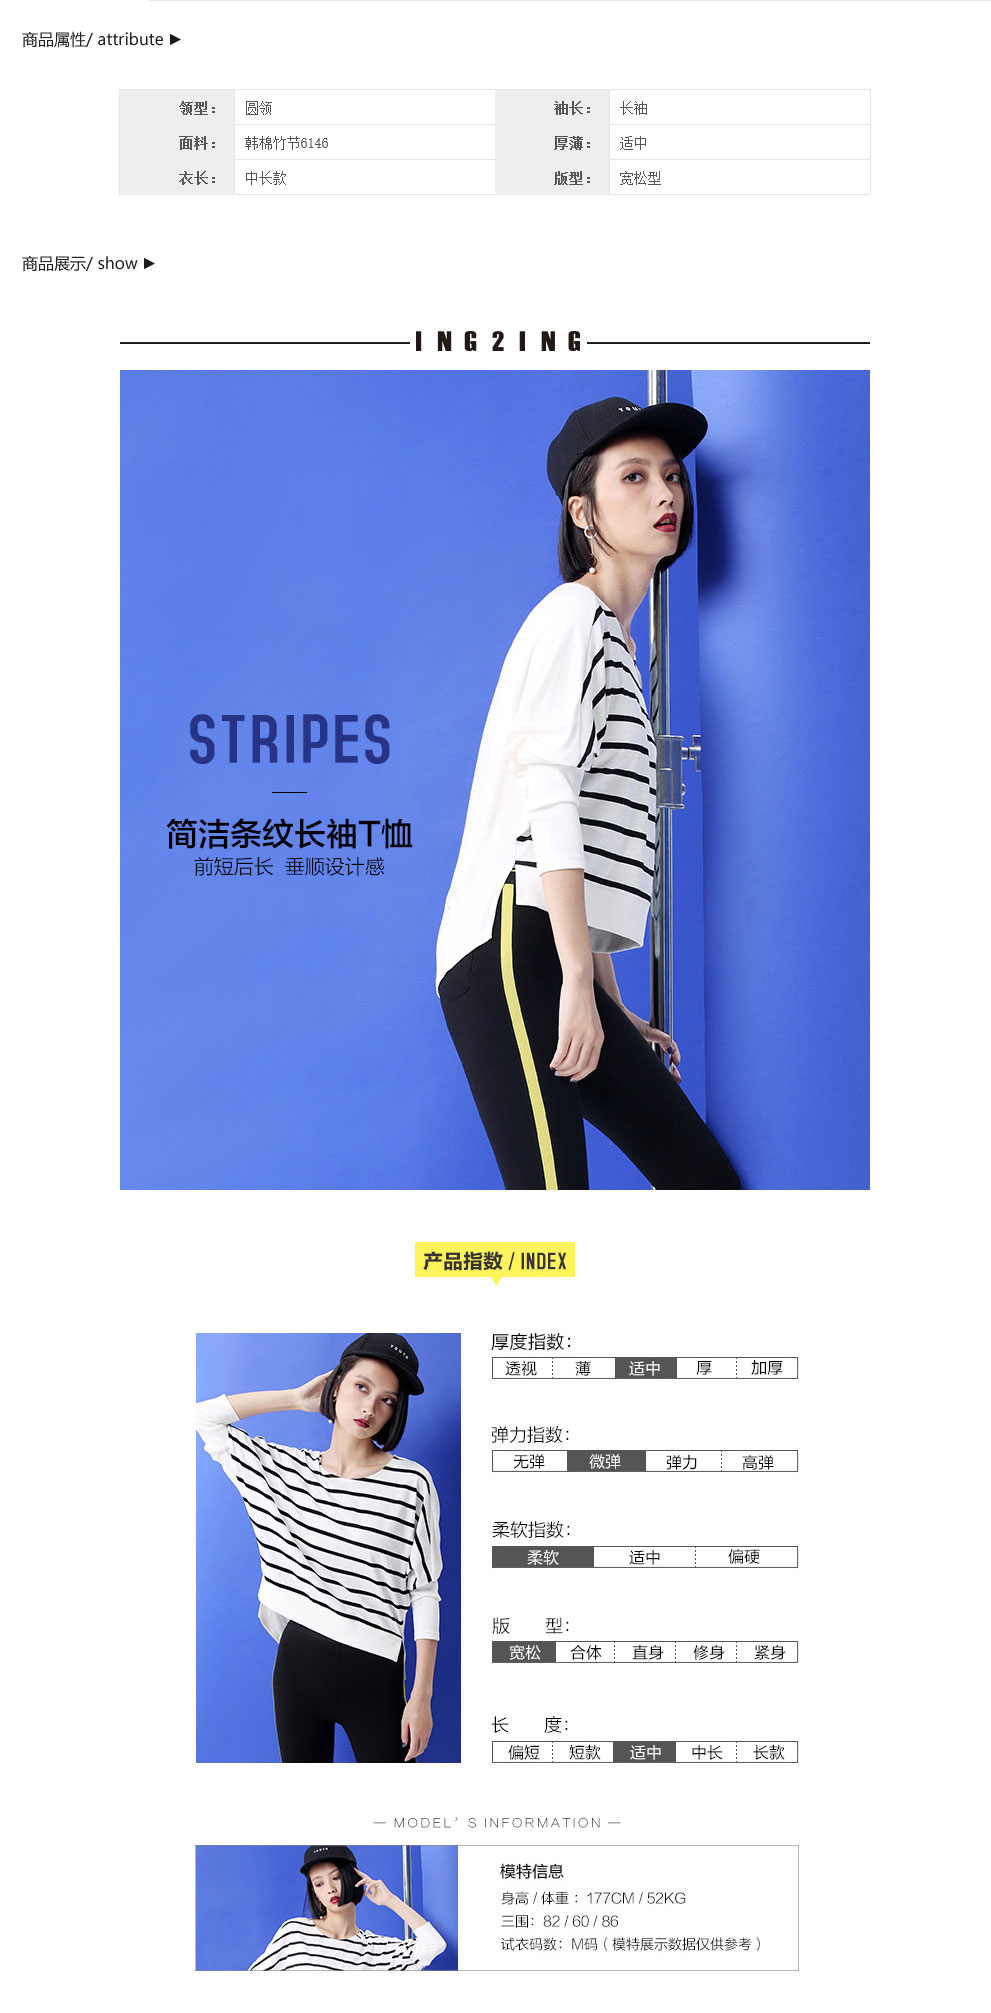 商品属性/ attribute ▶
领型： 圆领 袖长： 长袖
面料： 韩棉竹节6146 厚薄： 适中
衣长： 中长款 版型： 宽松型
商品展示/ show ▶
ING2ING
YOUTH
STRIPES
简洁条纹长袖T恤
前短后长 垂顺设计感
产品指数 / INDEX
YOUTH
厚度指数：
透视 薄 适中 厚 加厚
弹力指数：
无弹 微弹 弹力 高弹
柔软指数：
柔软 适中 偏硬
版 型：
宽松 合体 直身 修身 紧身
长 度：
偏短 短款 适中 中长 长款
— MODEL’S INFORMATION —
YOUTH
模特信息
身高 / 体重 ：177CM / 52KG
三围：82 / 60 / 86
试衣码数：M码（ 模特展示数据仅供参考 ）